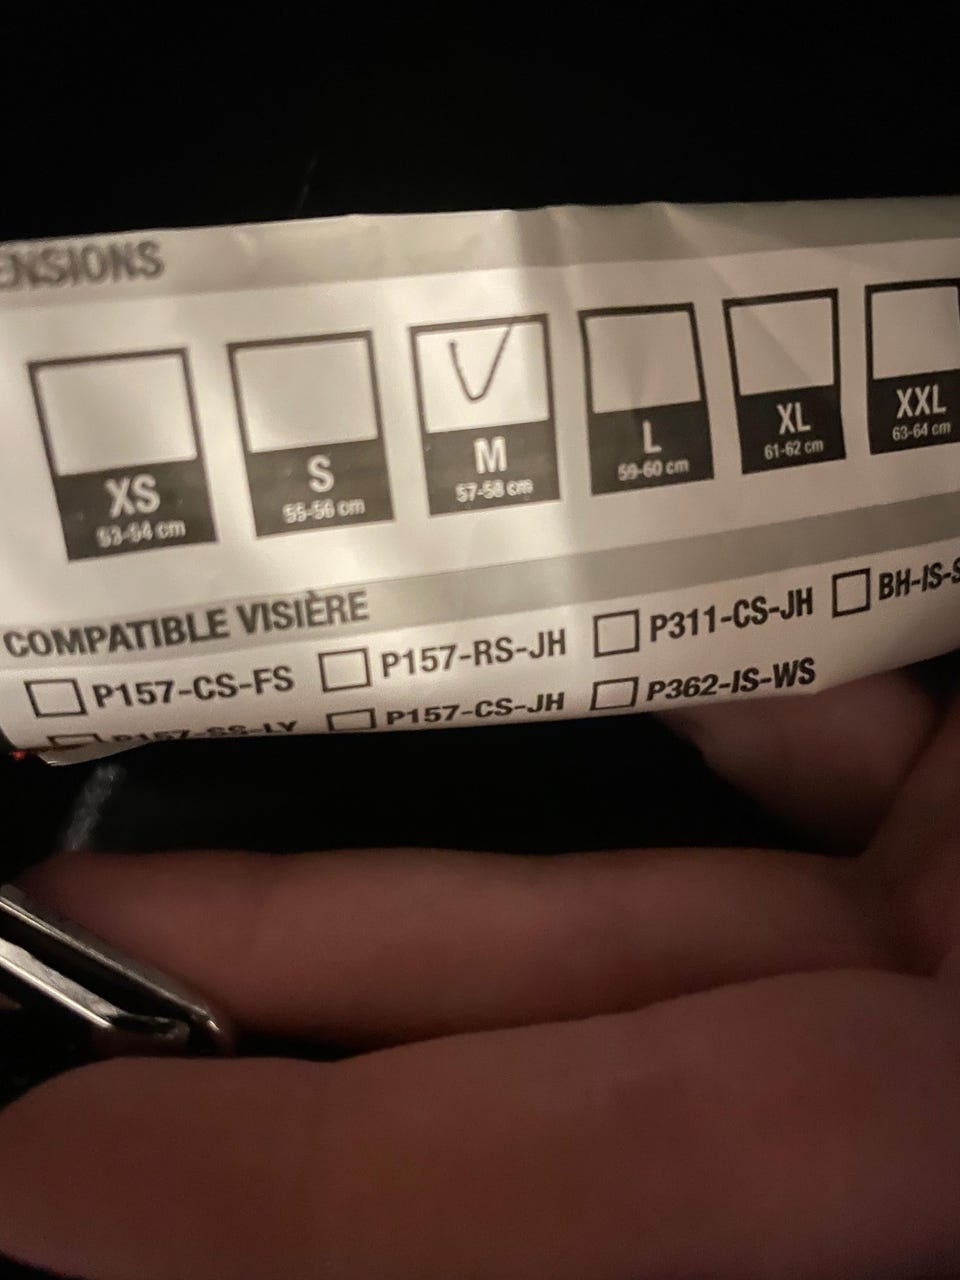 ENSIONS
XS S M L XL XXL
53-54 cm 55-56 cm 57-58 cm 59-60 cm 61-62 cm 63-64 cm
COMPATIBLE VISIÈRE
P157-CS-FS P157-RS-JH P311-CS-JH BH-IS-S
P157-CS-JH P362-IS-WS